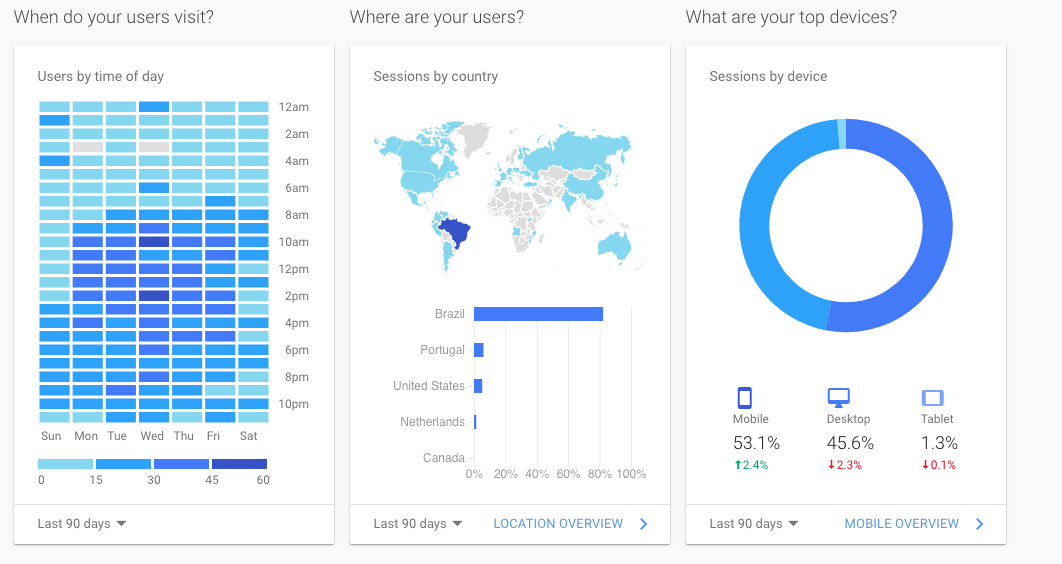 When do your users visit?
Users by time of day
12am
2am
4am
6am
8am
10am
12pm
2pm
4pm
6pm
8pm
10pm
Sun Mon Tue Wed Thu Fri Sat
0 15 30 45 60
Last 90 days
Where are your users?
Sessions by country
Brazil
Portugal
United States
Netherlands
Canada
0% 20% 40% 60% 80% 100%
Last 90 days LOCATION OVERVIEW
What are your top devices?
Sessions by device
Mobile Desktop Tablet
53.1% 45.6% 1.3%
2.4% 2.3% 0.1%
Last 90 days MOBILE OVERVIEW